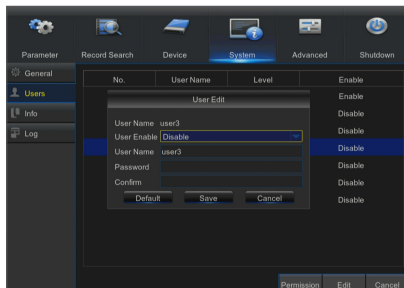 Parameter Record Search Device System Advanced Shutdown
General
Users
Info
Log
No. User Name Level Enable
Enable
Disable
Disable
Disable
Disable
Disable
Disable
User Edit
User Name user3
User Enable Disable
User Name user3
Password
Confirm
Default Save Cancel
Permission Edit Cancel